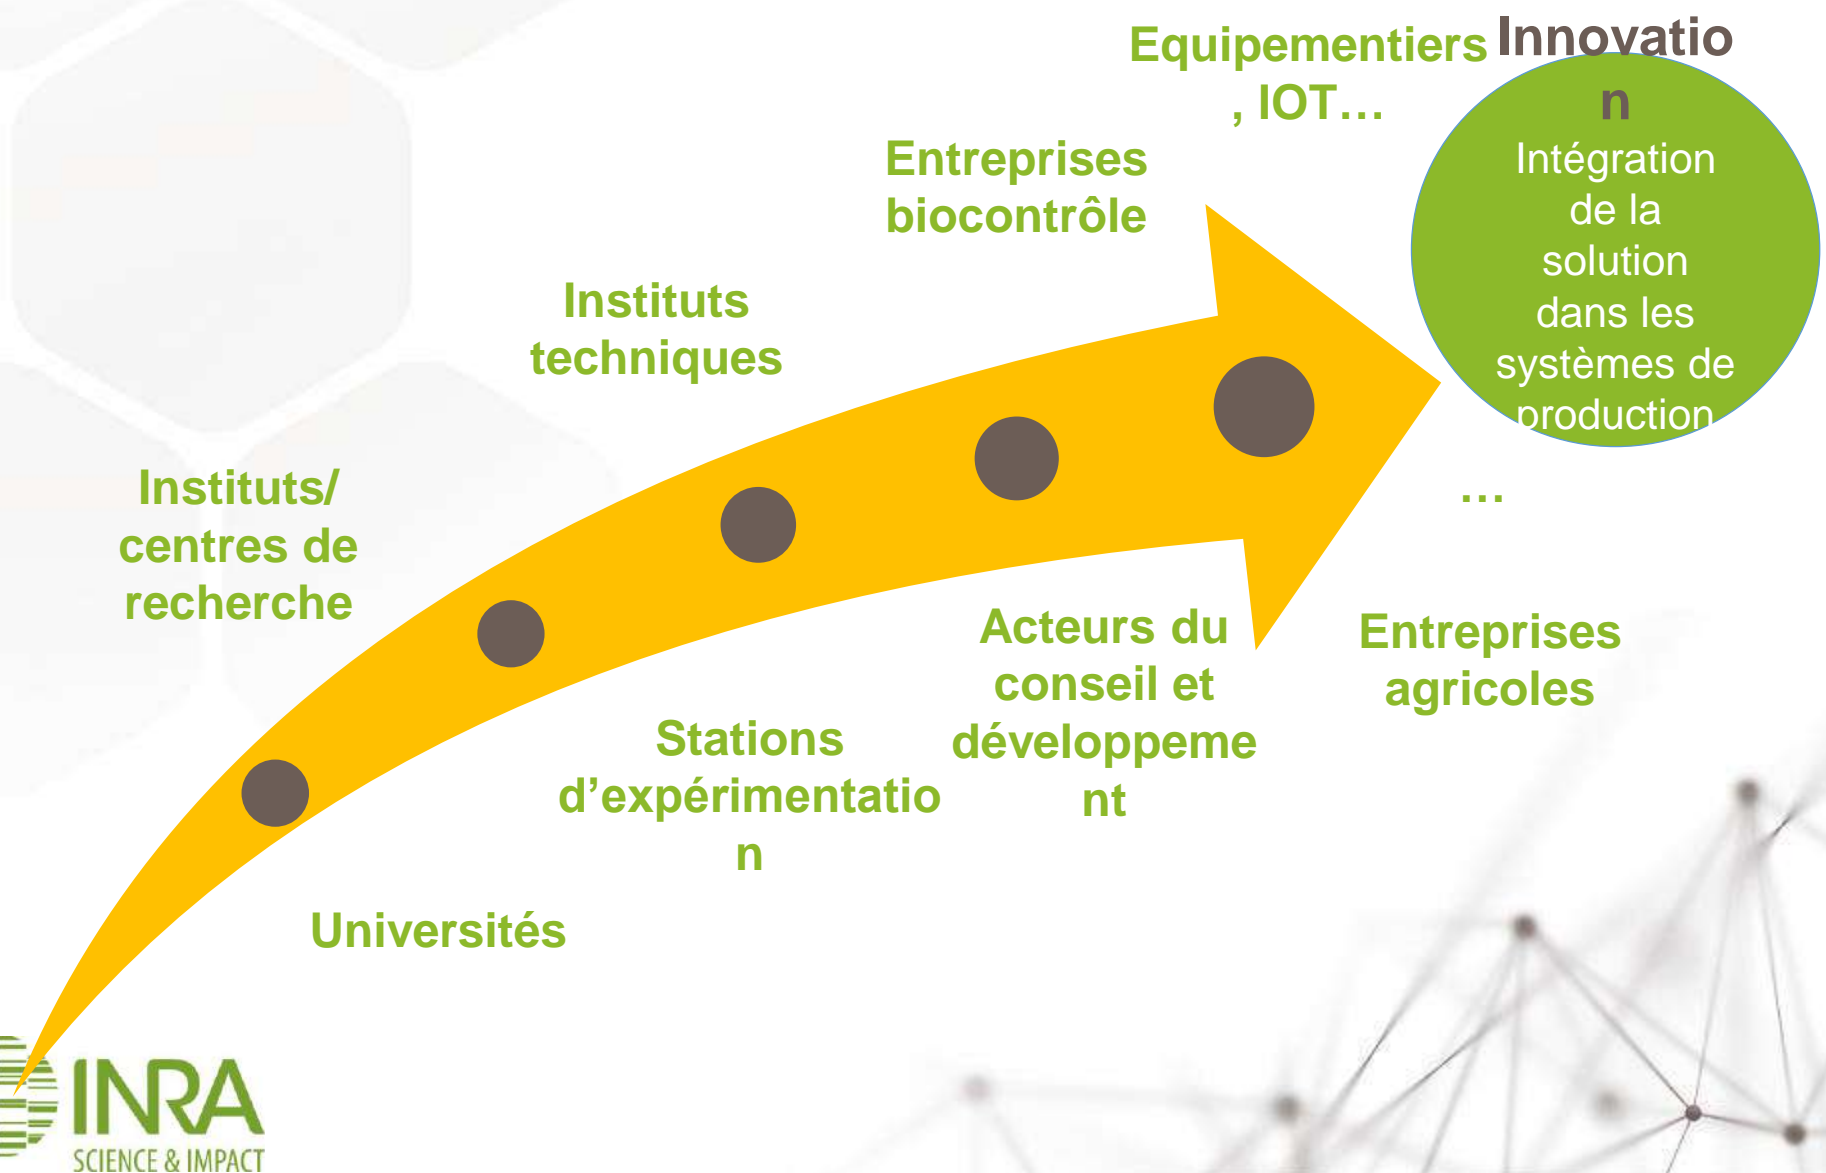 Equipementiers
, IOT…
Innovatio
n
Intégration
de la
solution
dans les
systèmes de
production
Entreprises
biocontrôle
Instituts
techniques
Instituts/
centres de
recherche
…
Acteurs du
conseil et
développeme
nt
Entreprises
agricoles
Stations
d’expérimentatio
n
Universités
INRA
SCIENCE & IMPACT